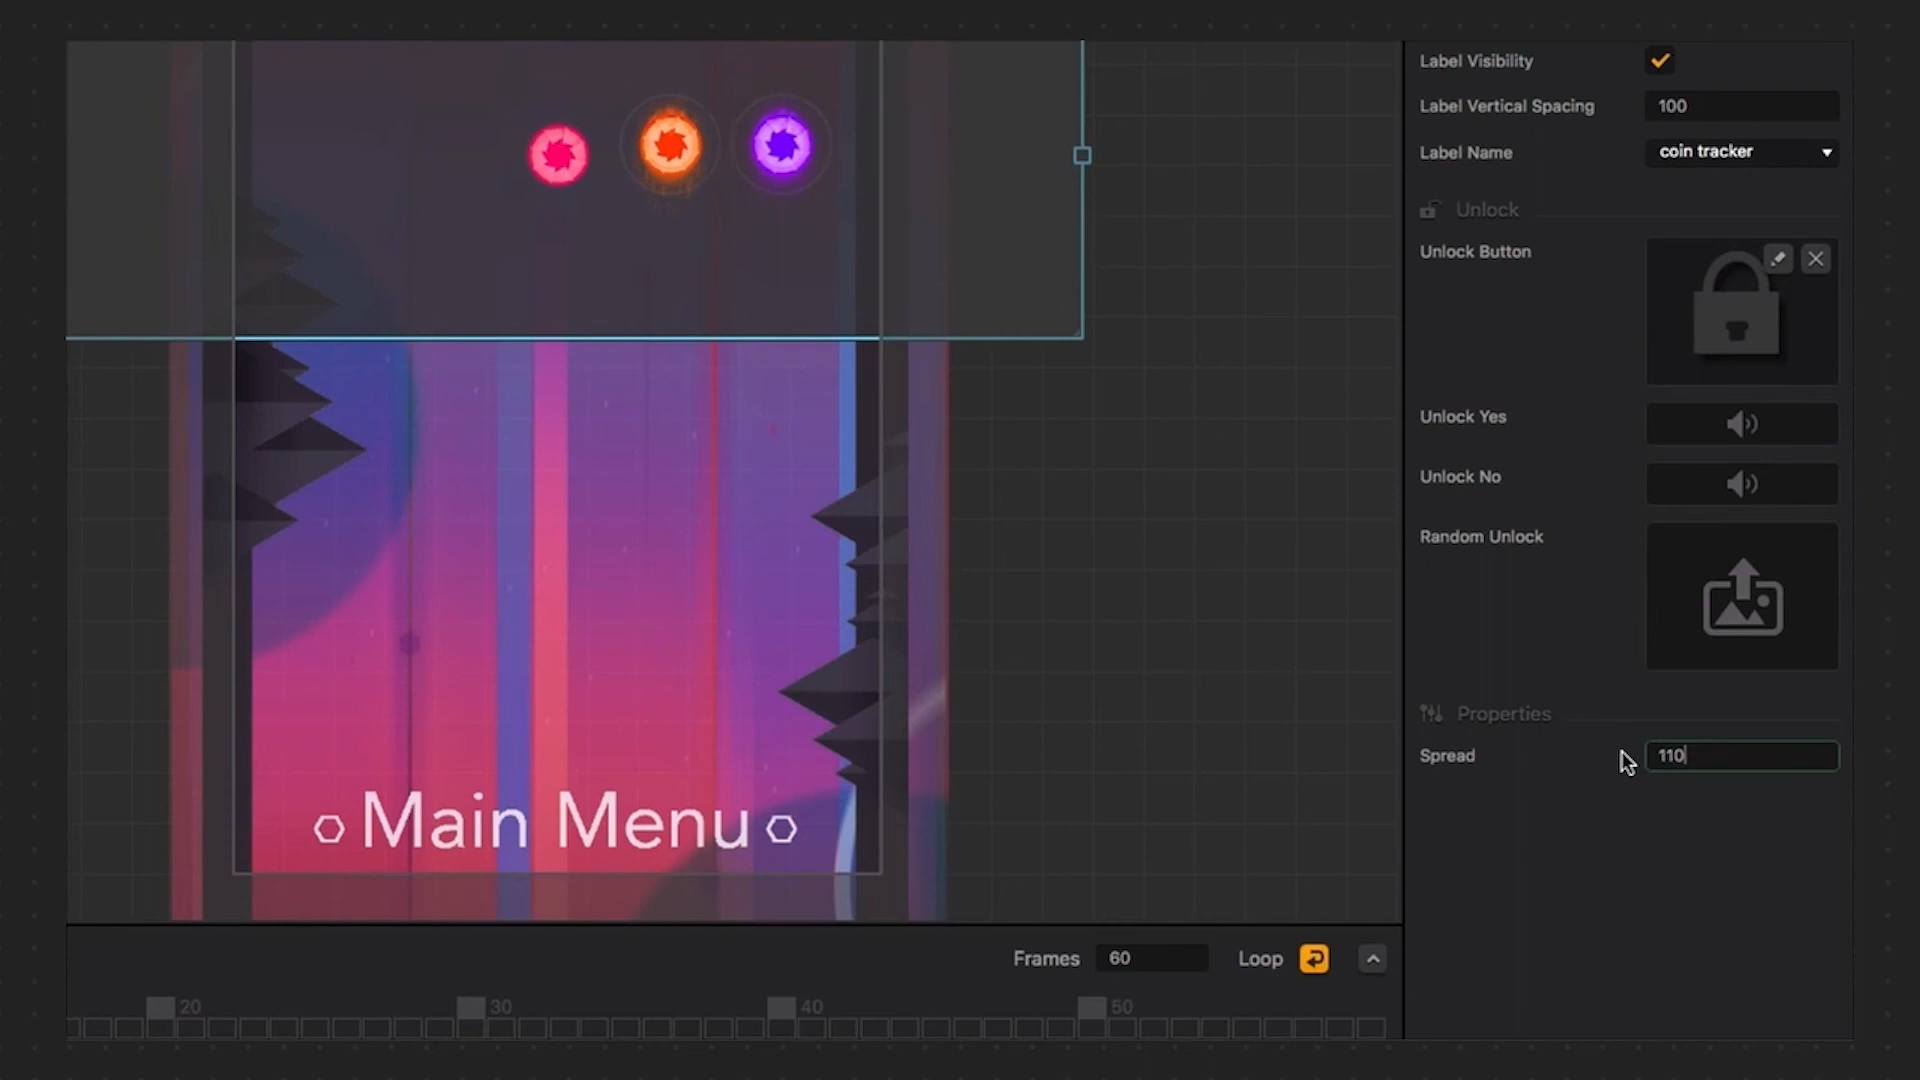 Label Visibility
Label Vertical Spacing 100
Label Name coin tracker
Unlock
Unlock Button
Unlock Yes
Unlock No
Random Unlock
Properties
Spread 110
Main Menu
Frames 60 Loop
20 30 40 50